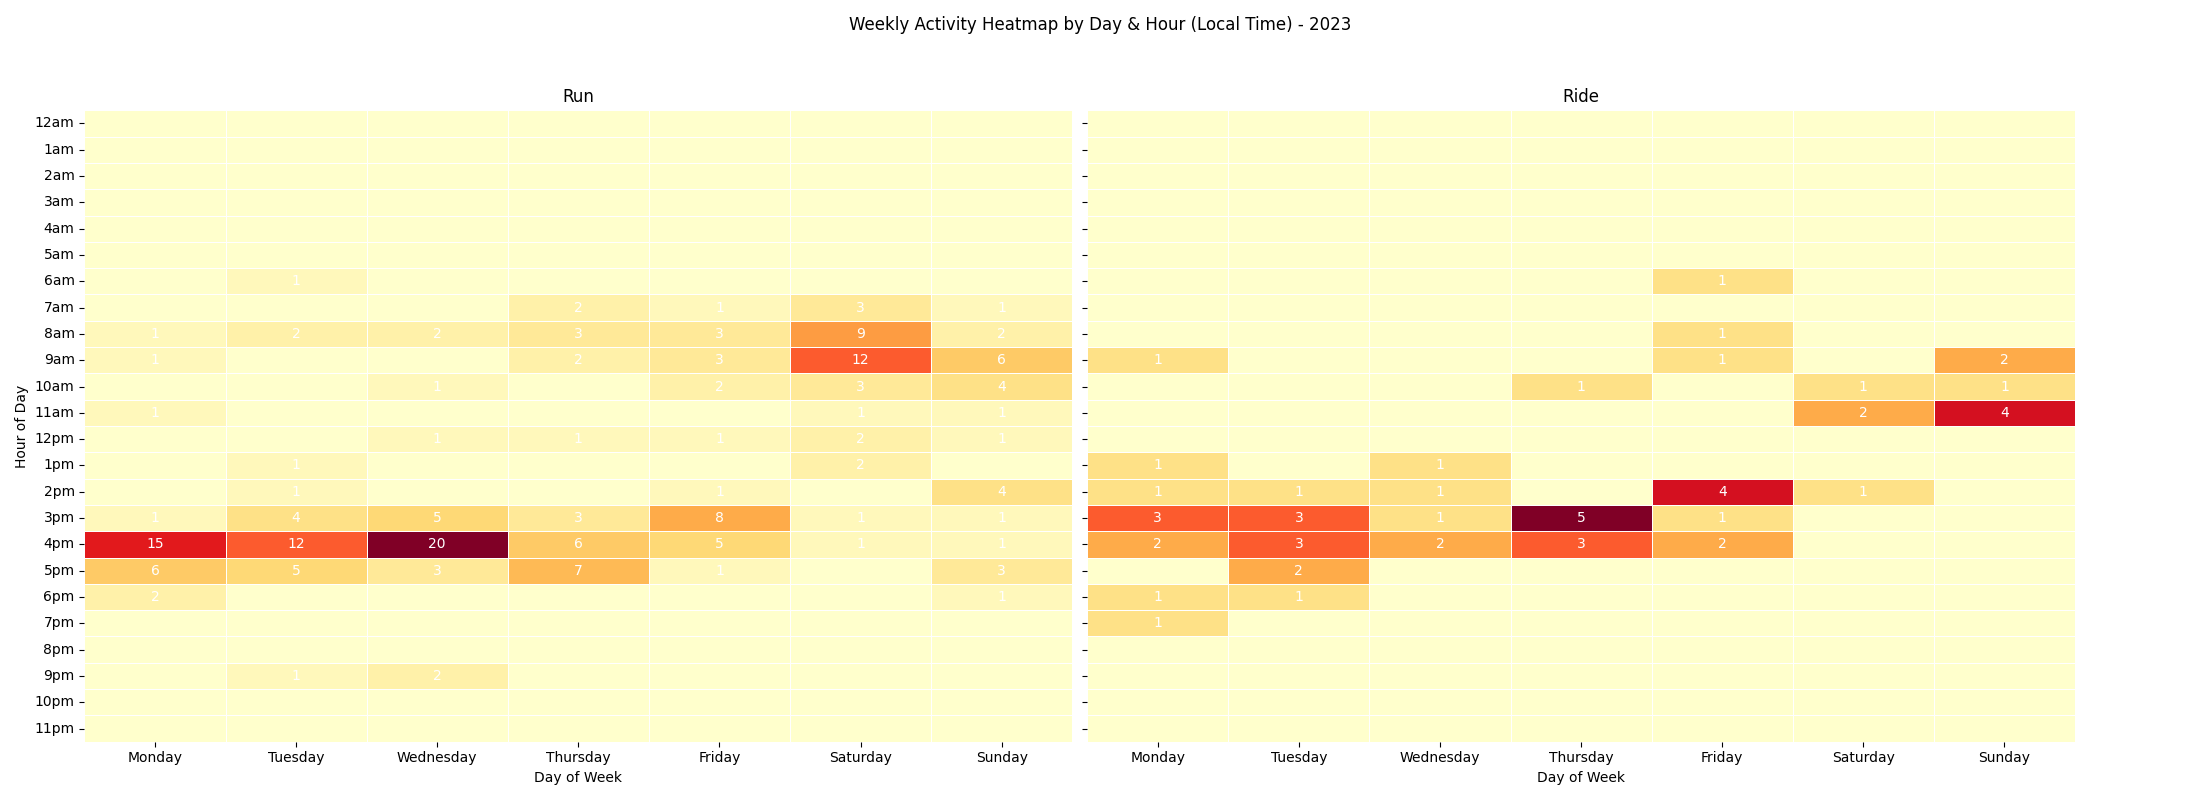 Weekly Activity Heatmap by Day & Hour (Local Time) - 2023
Run
Ride
Hour of Day
12am
1am
2am
3am
4am
5am
6am 1 1
7am 2 1 3 1
8am 1 2 2 3 3 9 2 1
9am 1 2 3 12 6 1 1 2
10am 1 2 3 4 1 1 1
11am 1 1 1 2 4
12pm 1 1 1 2 1
1pm 1 2 1 1
2pm 1 1 4 1 1 1 4 1
3pm 1 4 5 3 8 1 1 3 3 1 5 1
4pm 15 12 20 6 5 1 1 2 3 2 3 2
5pm 6 5 3 7 1 3 2
6pm 2 1 1 1
7pm 1
8pm
9pm 1 2
10pm
11pm
Monday Tuesday Wednesday Thursday Friday Saturday Sunday Monday Tuesday Wednesday Thursday Friday Saturday Sunday
Day of Week
Day of Week